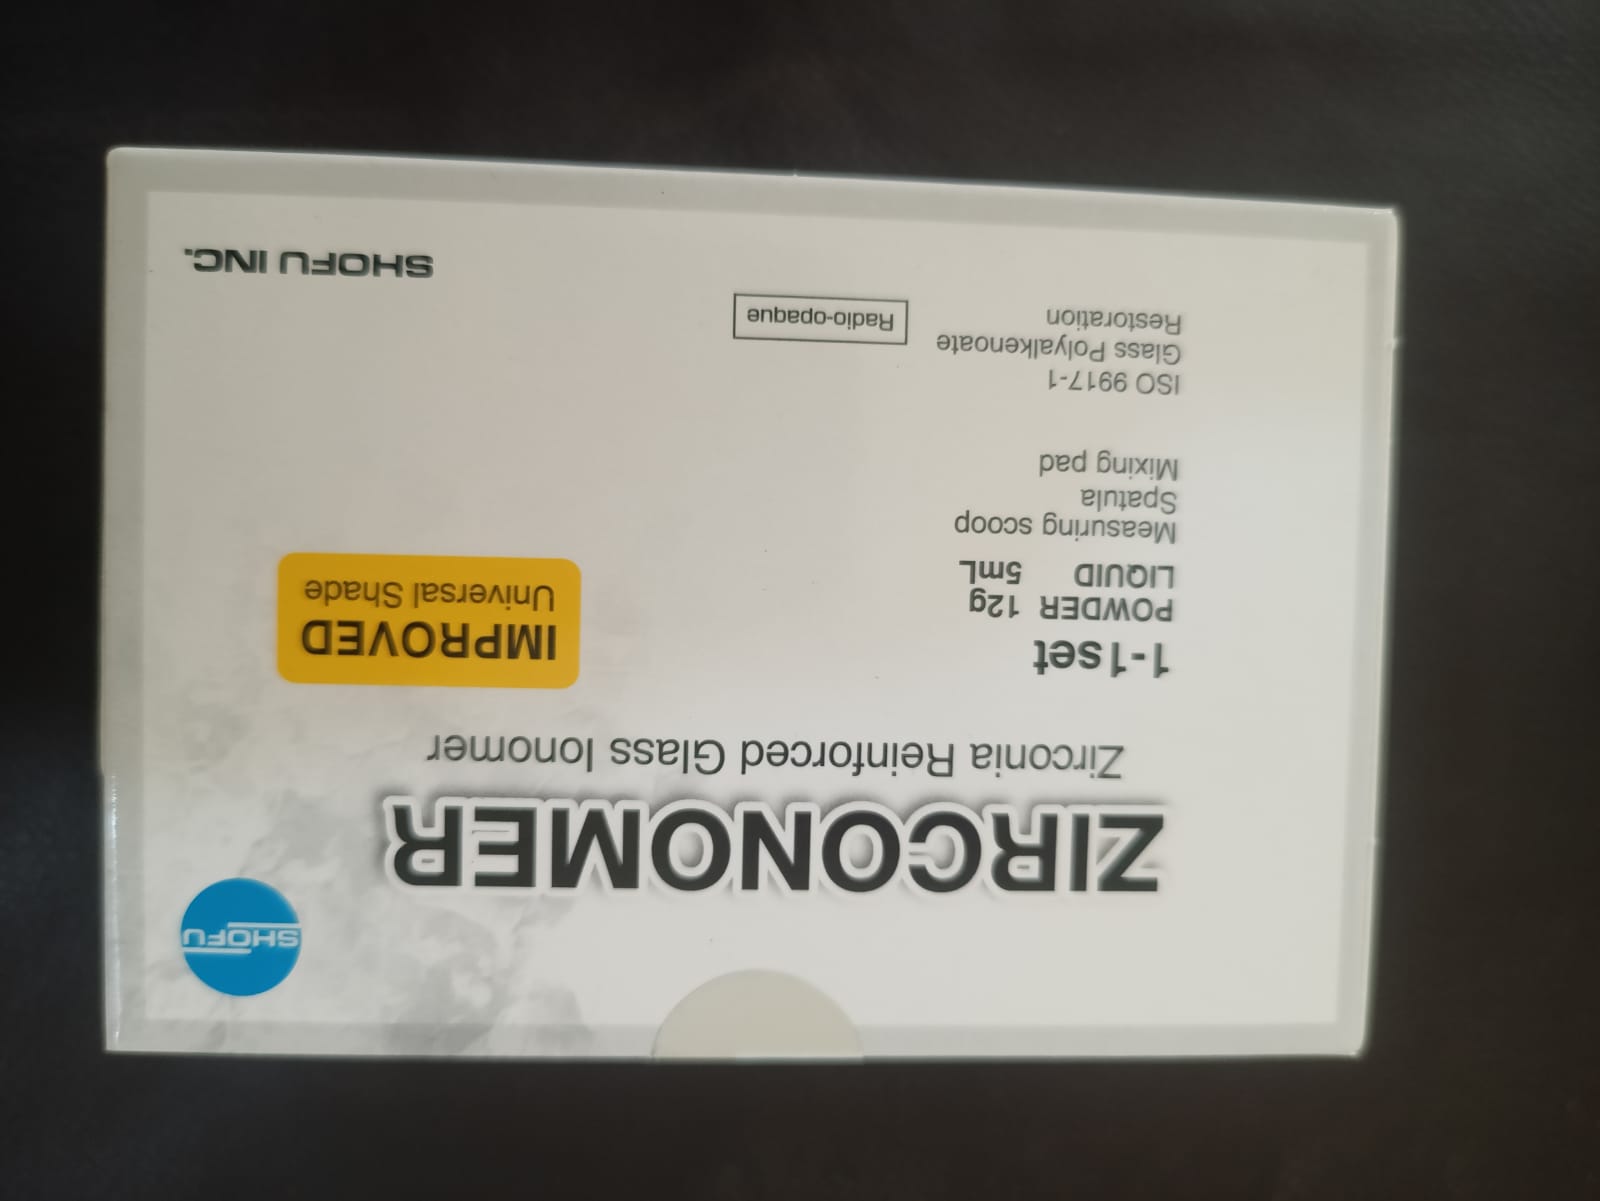 SHOFU
ZIRCONOMER
Zirconia Reinforced Glass Ionomer
1-1set
POWDER 12g
LIQUID 5mL
Measuring scoop
Spatula
Mixing pad
IMPROVED
Universal Shade
ISO 9917-1
Glass Polyalkenoate
Restoration
Radio-opaque
SHOFU INC.